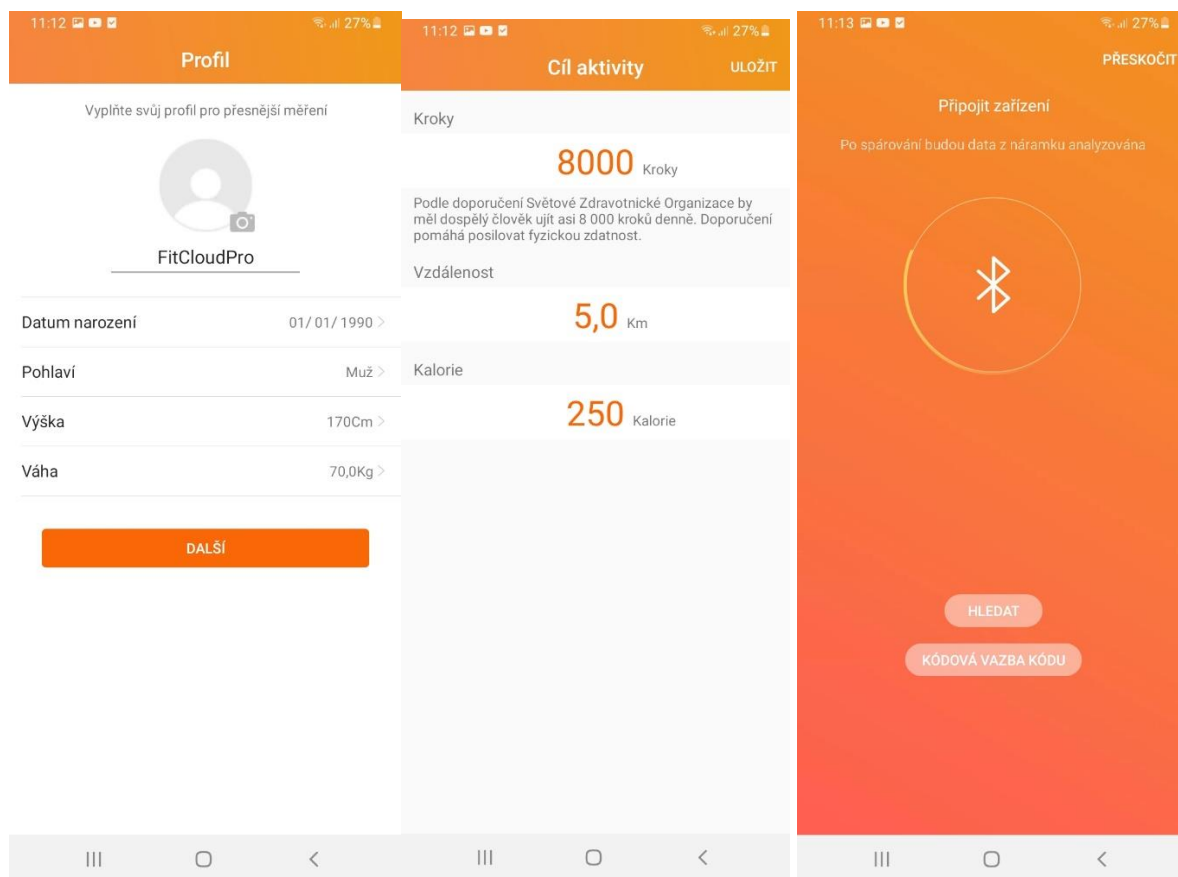 11:12 27%
Profil
Vyplňte svůj profil pro přesnější měření
FitCloudPro
Datum narození 01/01/1990
Pohlaví Muž
Výška 170Cm
Váha 70,0Kg
DALŠÍ
11:12 27%
Cíl aktivity ULOŽIT
Kroky
8000 Kroky
Podle doporučení Světové Zdravotnické Organizace by
měl dospělý člověk ujít asi 8 000 kroků denně. Doporučení
pomáhá posilovat fyzickou zdatnost.
Vzdálenost
5,0 Km
Kalorie
250 Kalorie
11:13 27%
PŘESKOČIT
Připojit zařízení
Po spárování budou data z náramku analyzována
HLEDAT
KÓDOVÁ VAZBA KÓDU